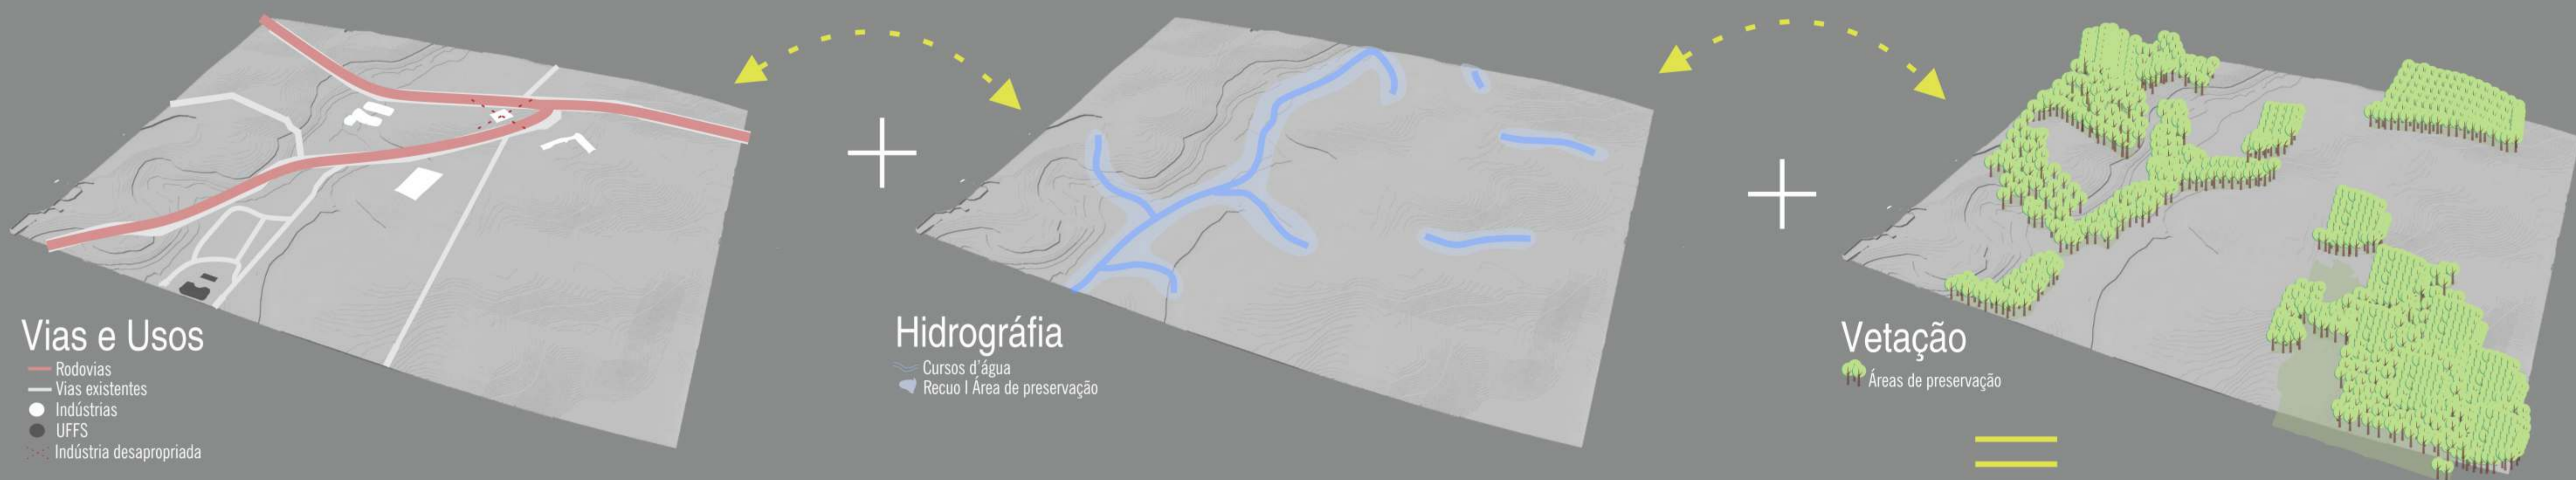 Vias e Usos
Rodovias
Vias existentes
Indústrias
UFFS
Indústria desapropriada
Hidrográfia
Cursos d'água
Recuo I Área de preservação
Vetação
Áreas de preservação